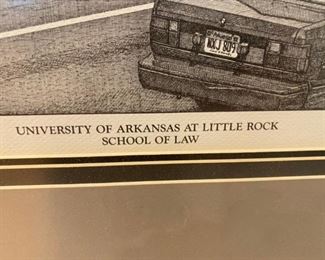 UNIVERSITY OF ARKANSAS AT LITTLE ROCK
SCHOOL OF LAW